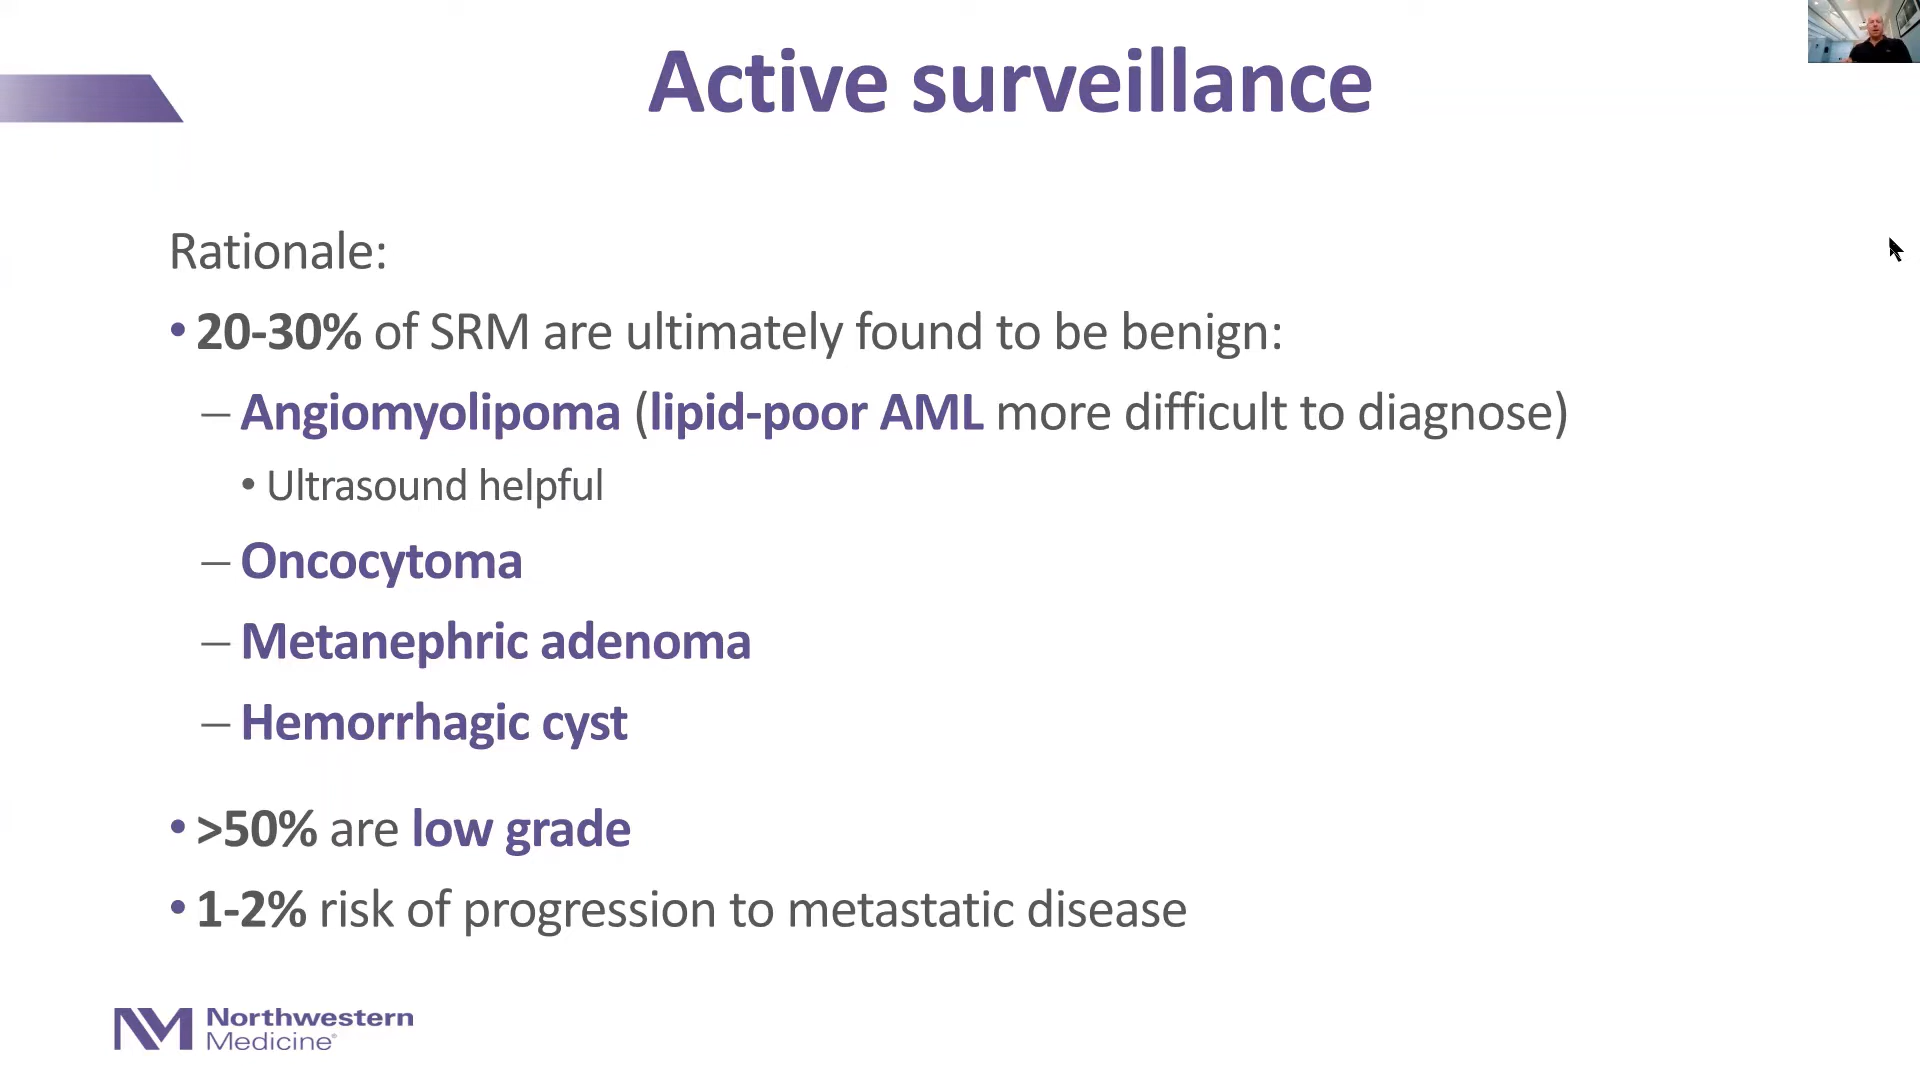 Active surveillance
Rationale:
• 20-30% of SRM are ultimately found to be benign:
– Angiomyolipoma (lipid-poor AML more difficult to diagnose)
• Ultrasound helpful
– Oncocytoma
– Metanephric adenoma
– Hemorrhagic cyst
• >50% are low grade
• 1-2% risk of progression to metastatic disease
NM Northwestern
Medicine®